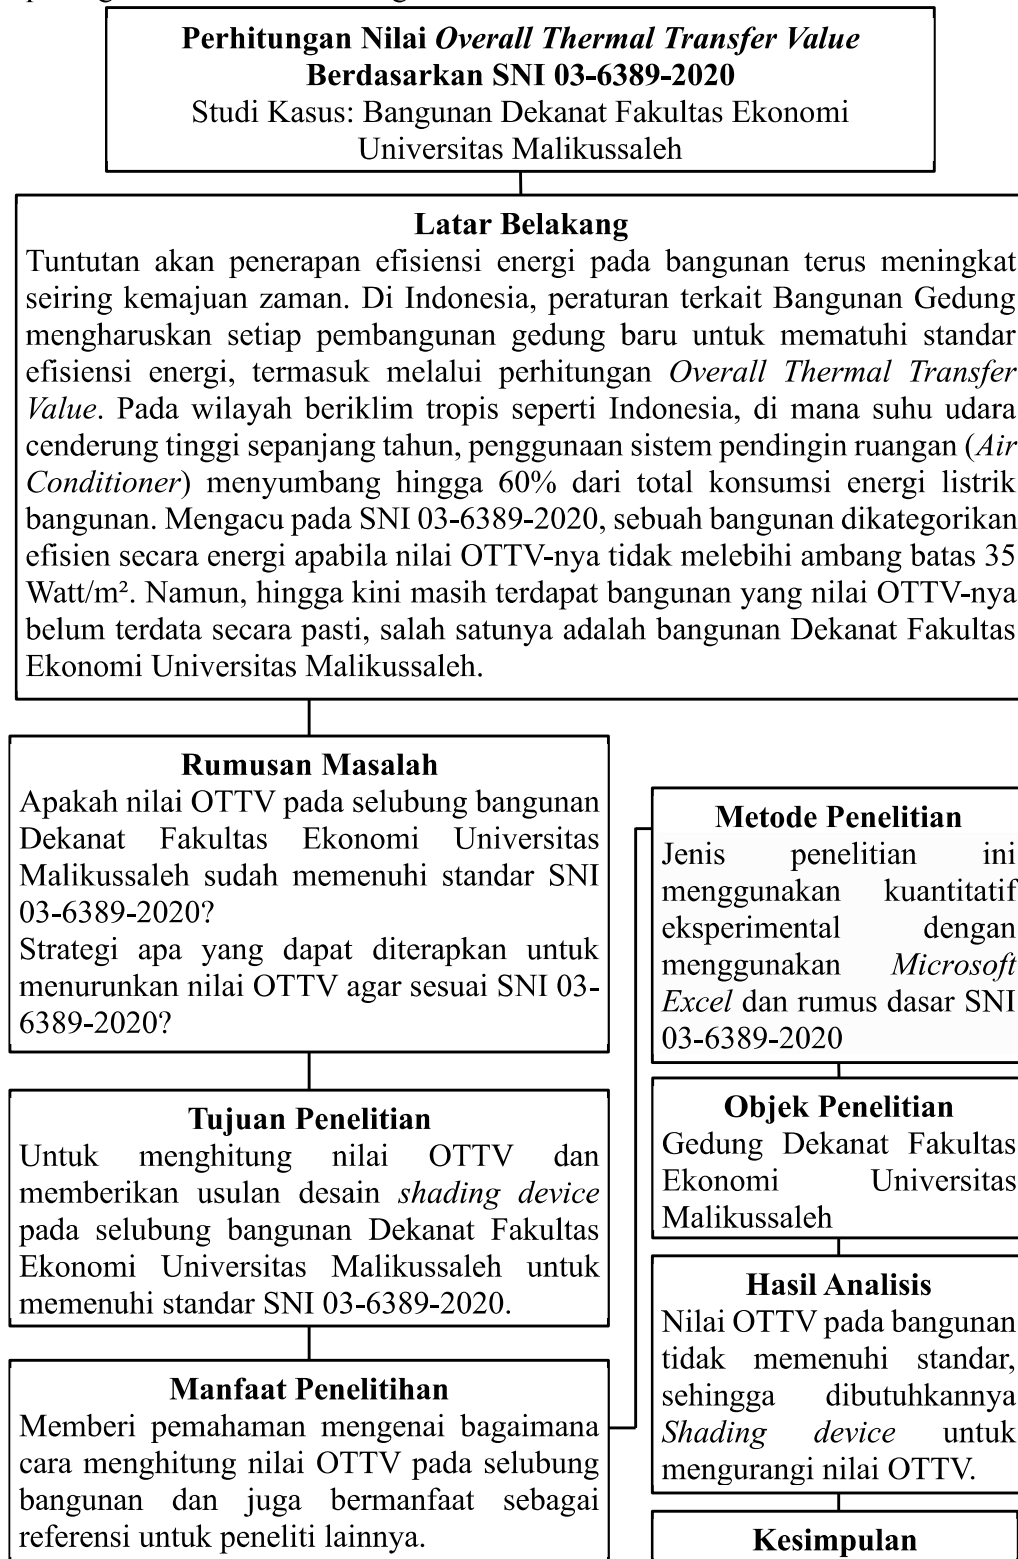 Perhitungan Nilai Overall Thermal Transfer Value
Berdasarkan SNI 03-6389-2020
Studi Kasus: Bangunan Dekanat Fakultas Ekonomi
Universitas Malikussaleh
Latar Belakang
Tuntutan akan penerapan efisiensi energi pada bangunan terus meningkat
seiring kemajuan zaman. Di Indonesia, peraturan terkait Bangunan Gedung
mengharuskan setiap pembangunan gedung baru untuk mematuhi standar
efisiensi energi, termasuk melalui perhitungan Overall Thermal Transfer
Value. Pada wilayah beriklim tropis seperti Indonesia, di mana suhu udara
cenderung tinggi sepanjang tahun, penggunaan sistem pendingin ruangan (Air
Conditioner) menyumbang hingga 60% dari total konsumsi energi listrik
bangunan. Mengacu pada SNI 03-6389-2020, sebuah bangunan dikategorikan
efisien secara energi apabila nilai OTTV-nya tidak melebihi ambang batas 35
Watt/m². Namun, hingga kini masih terdapat bangunan yang nilai OTTV-nya
belum terdata secara pasti, salah satunya adalah bangunan Dekanat Fakultas
Ekonomi Universitas Malikussaleh.
Rumusan Masalah
Apakah nilai OTTV pada selubung bangunan
Dekanat Fakultas Ekonomi Universitas
Malikussaleh sudah memenuhi standar SNI
03-6389-2020?
Strategi apa yang dapat diterapkan untuk
menurunkan nilai OTTV agar sesuai SNI 03-
6389-2020?
Tujuan Penelitian
Untuk menghitung nilai OTTV dan
memberikan usulan desain shading device
pada selubung bangunan Dekanat Fakultas
Ekonomi Universitas Malikussaleh untuk
memenuhi standar SNI 03-6389-2020.
Manfaat Penelitihan
Memberi pemahaman mengenai bagaimana
cara menghitung nilai OTTV pada selubung
bangunan dan juga bermanfaat sebagai
referensi untuk peneliti lainnya.
Metode Penelitian
Jenis penelitian ini
menggunakan kuantitatif
eksperimental dengan
menggunakan Microsoft
Excel dan rumus dasar SNI
03-6389-2020
Objek Penelitian
Gedung Dekanat Fakultas
Ekonomi Universitas
Malikussaleh
Hasil Analisis
Nilai OTTV pada bangunan
tidak memenuhi standar,
sehingga dibutuhkannya
Shading device untuk
mengurangi nilai OTTV.
Kesimpulan